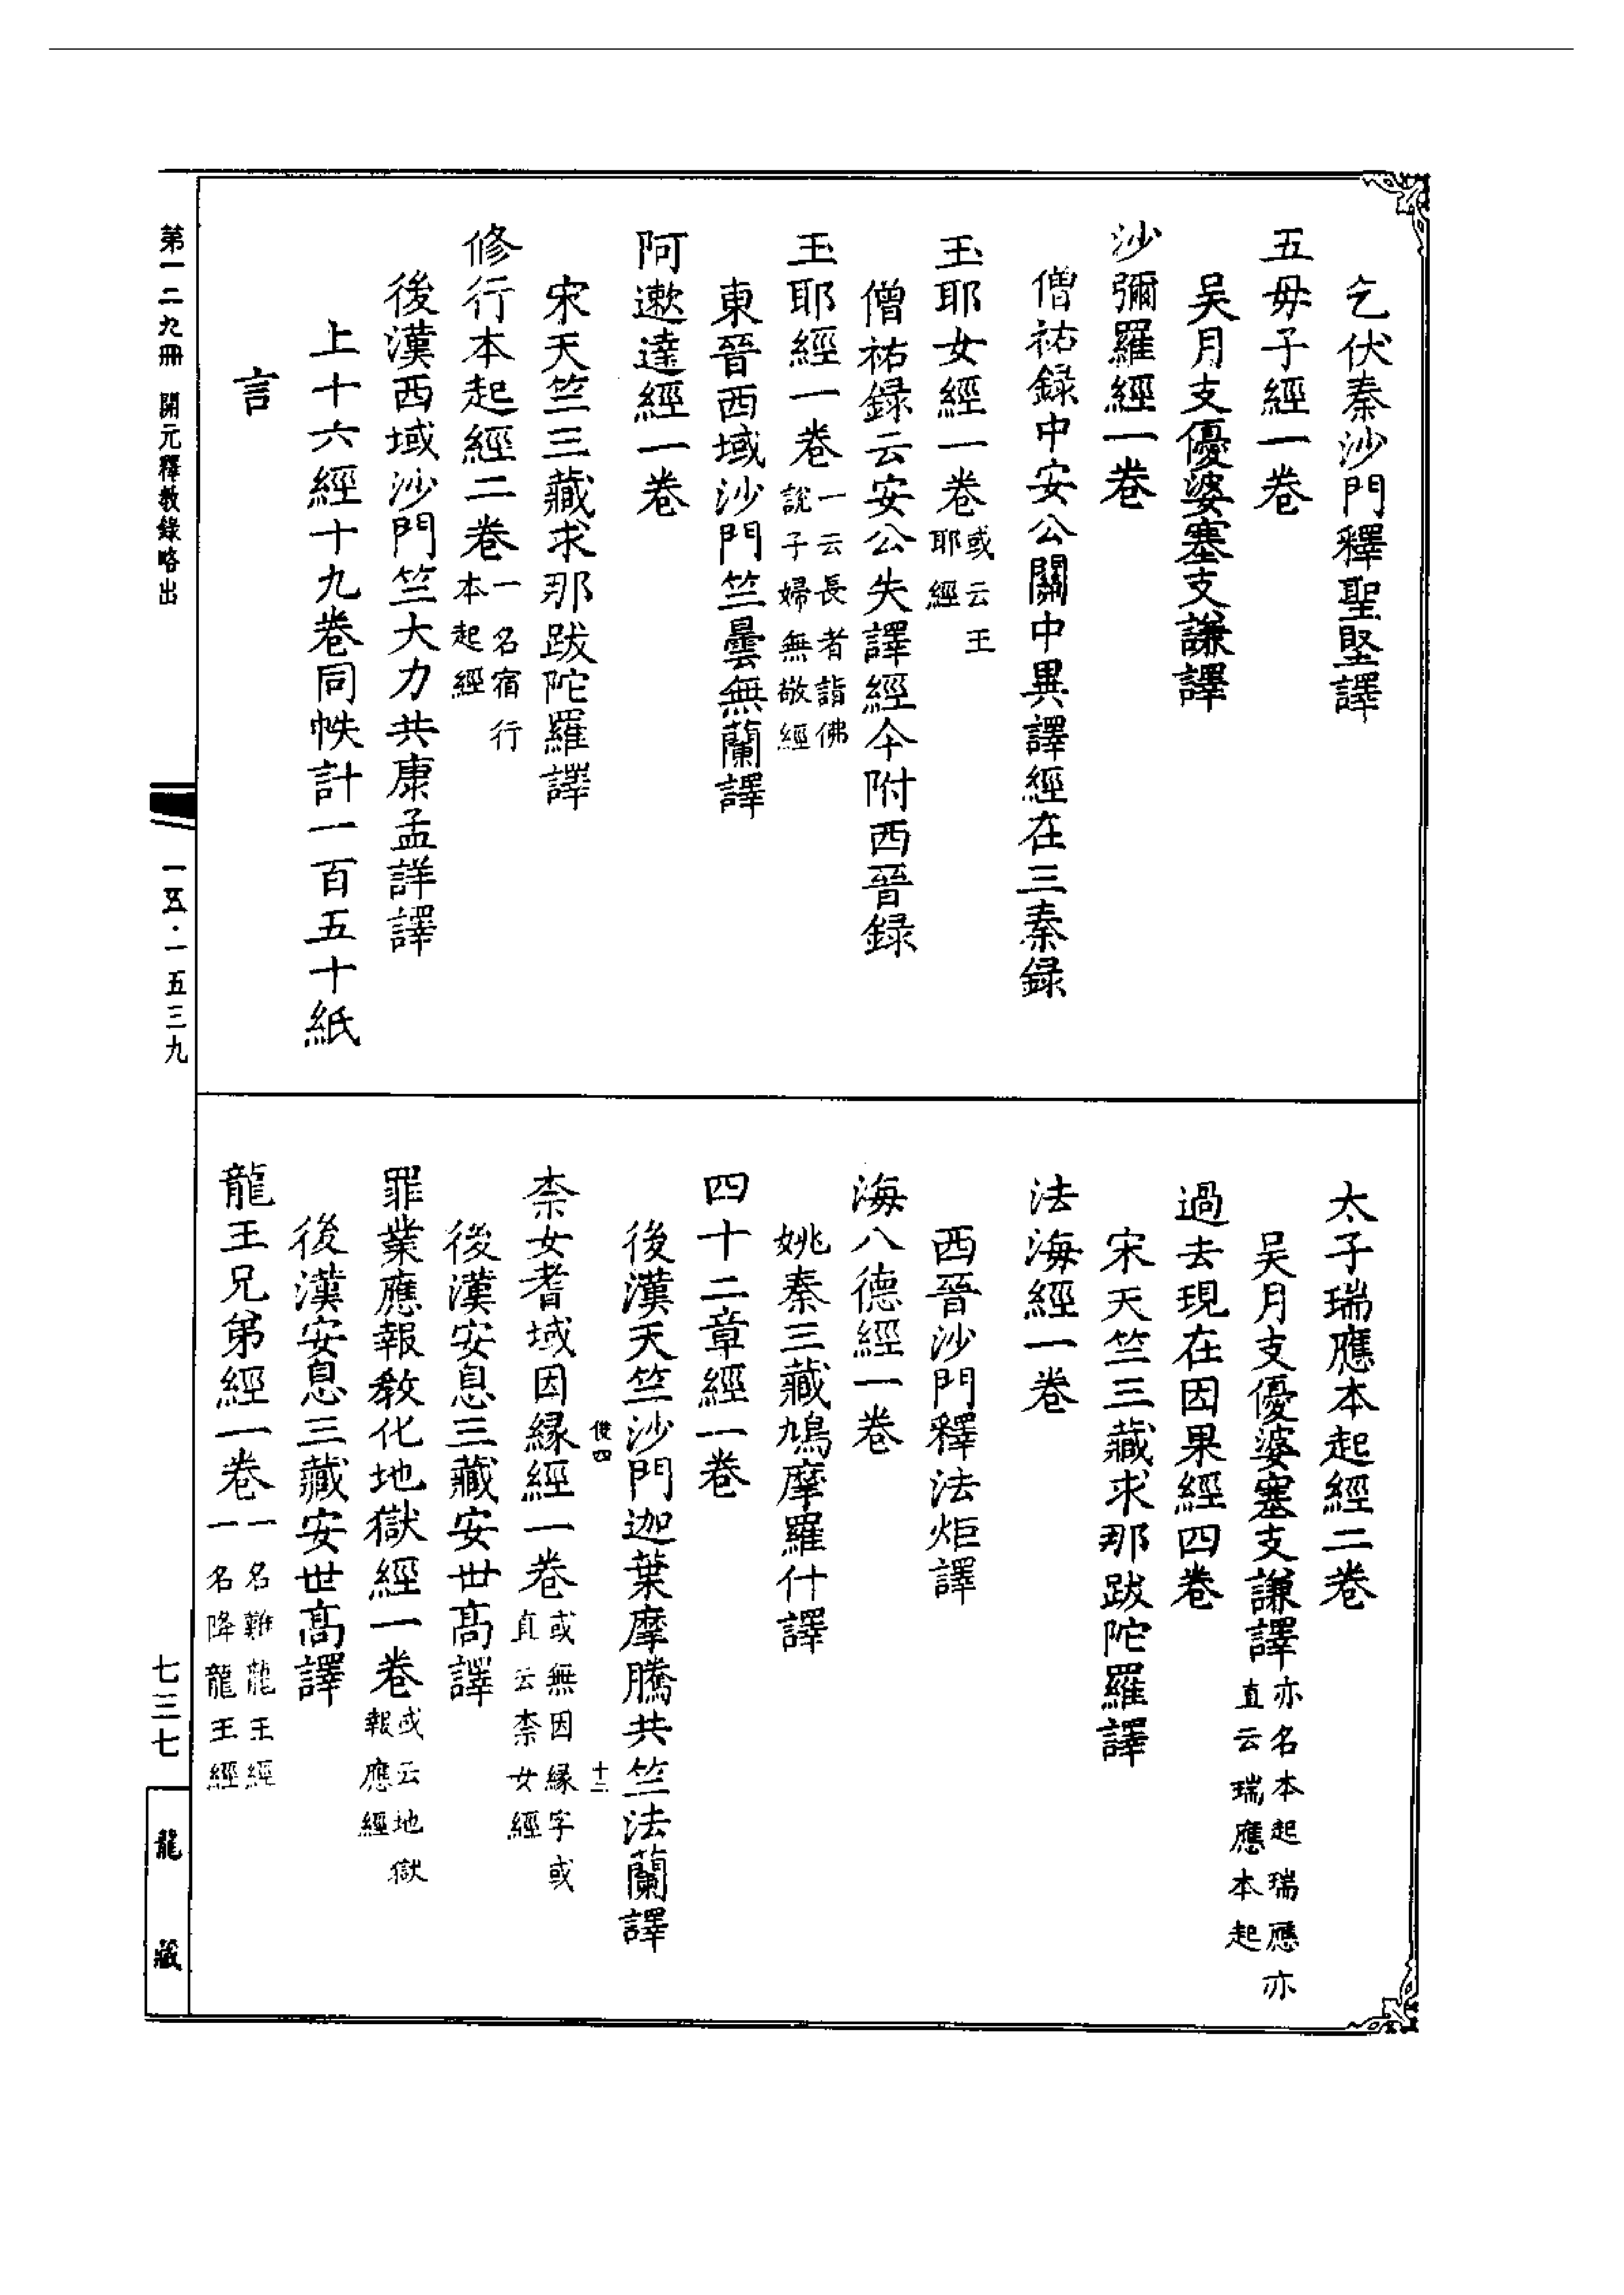 乞伏秦沙門釋聖堅譯
五母子經一卷
吴月支優婆塞支謙譯
沙彌羅經一卷
僧祐録中安公關中異譯經在三秦録
玉耶女經一卷或云玉耶經
僧祐録云安公失譯經今附西晉録
玉耶經一卷一云長者詣佛說子婦無敬經
東晉西域沙門竺曇無蘭譯
阿遬達經一卷
宋天竺三藏求那跋陀羅譯
修行本起經二卷一名宿行本起經
後漢西域沙門竺大力共康孟詳譯
上十六經十九卷同帙計一百五十紙
言
太子瑞應本起經二卷
吴月支優婆塞支謙譯亦名本起瑞應亦直云瑞應本起
過去現在因果經四卷
宋天竺三藏求那跋陀羅譯
法海經一卷
西晉沙門釋法炬譯
海八德經一卷
姚秦三藏鳩摩羅什譯
四十二章經一卷
後漢天竺沙門迦葉摩騰共竺法蘭譯
俊四 十二
柰女耆域因縁經一卷或無因縁字或直云柰女經
後漢安息三藏安世髙譯
罪業應報教化地獄經一卷或云地獄報應經
後漢安息三藏安世髙譯
龍王兄弟經一卷一名難龍王經一名降龍王經
第一二九冊 開元釋教錄略出
一五·一五三九
七三七
龍藏